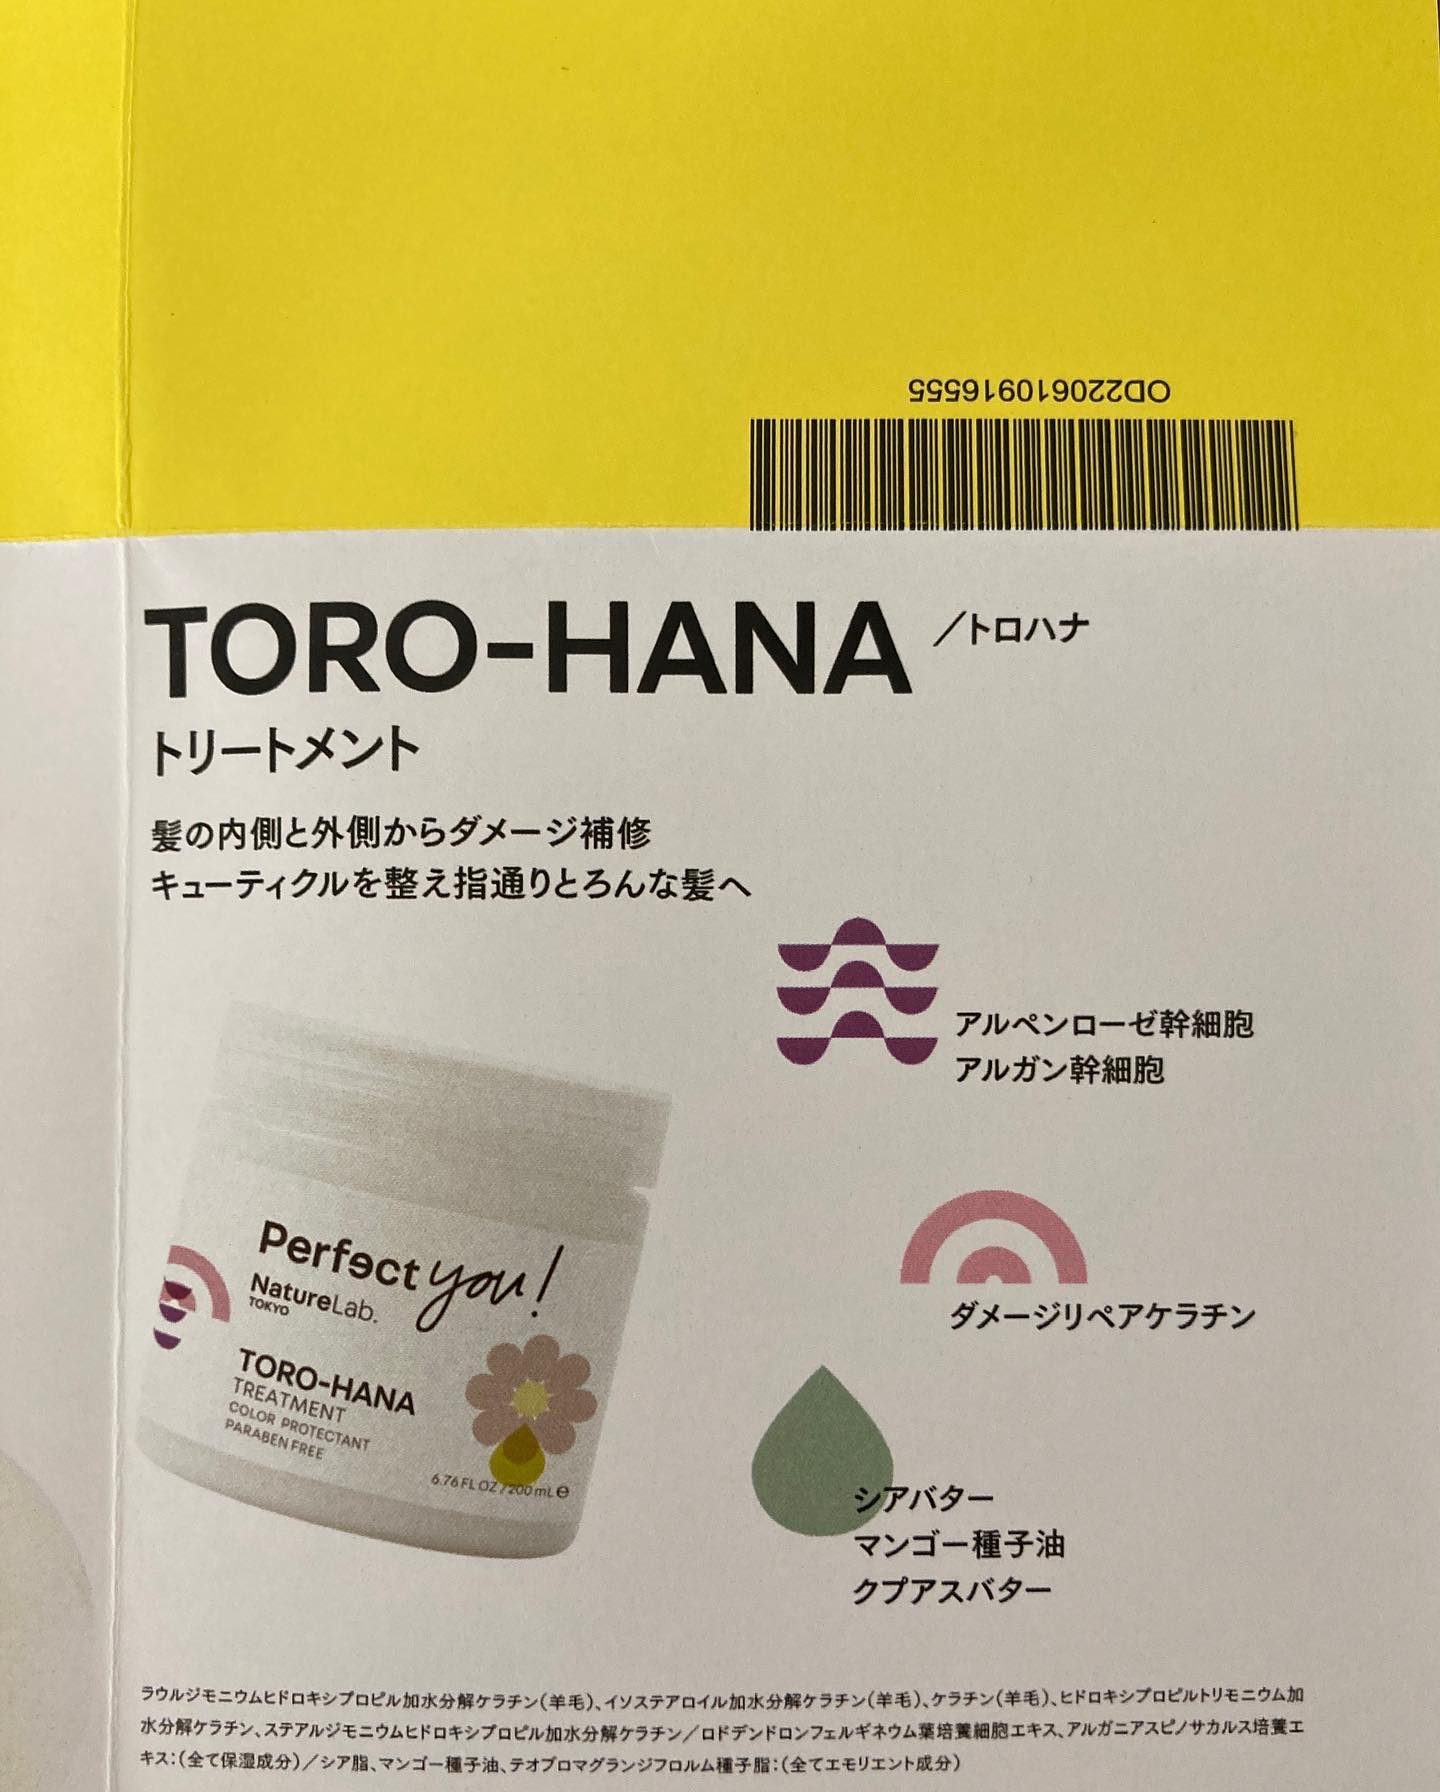 OD220610916555
TORO-HANA ／トロハナ
トリートメント
髪の内側と外側からダメージ補修
キューティクルを整え指通りとろんな髪へ
アルペンローゼ幹細胞
アルガン幹細胞
ダメージリペアケラチン
Perfect you!
NatureLab.
TOKYO
TORO-HANA
TREATMENT
COLOR PROTECTANT
PARABEN FREE
6.76 FL OZ / 200 mL ℮
シアバター
マンゴー種子油
クプアスバター
ラウルジモニウムヒドロキシプロピル加水分解ケラチン(羊毛)、イソステアロイル加水分解ケラチン(羊毛)、ケラチン(羊毛)、ヒドロキシプロピルトリモニウム加
水分解ケラチン、ステアルジモニウムヒドロキシプロピル加水分解ケラチン／ロドデンドロンフェルギネウム葉培養細胞エキス、アルガニアスピノサカルス培養エ
キス：(全て保湿成分)／シア脂、マンゴー種子油、テオブロマグランジフロルム種子脂：(全てエモリエント成分)